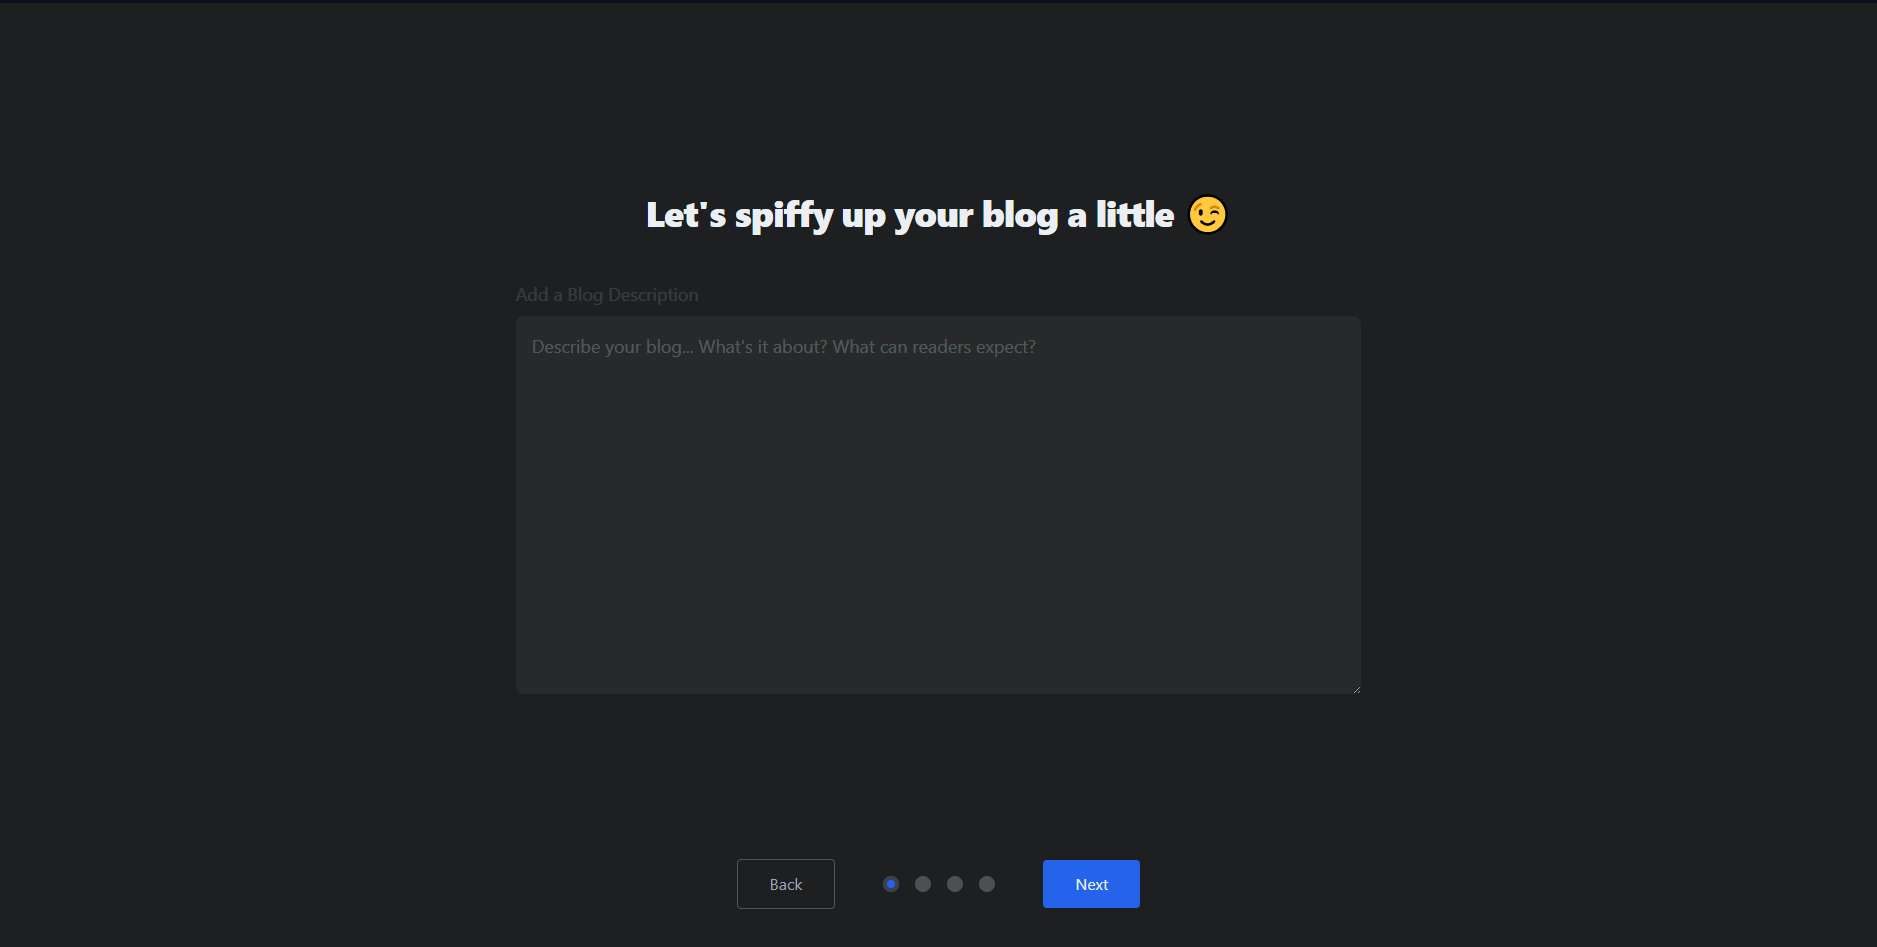 Let's spiffy up your blog a little 😉
Add a Blog Description
Describe your blog... What's it about? What can readers expect?
Back
Next